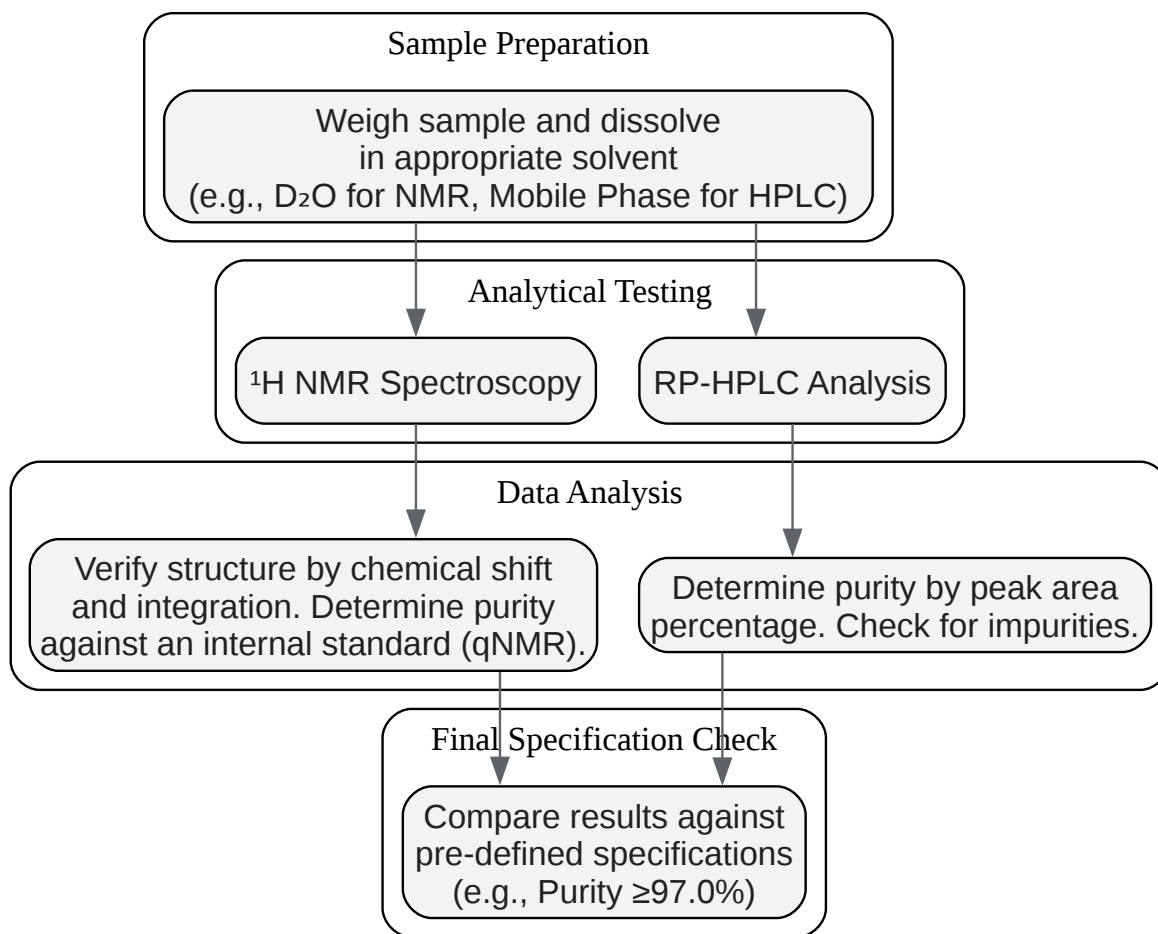 Sample Preparation
Weigh sample and dissolve
in appropriate solvent
(e.g., D₂O for NMR, Mobile Phase for HPLC)
Analytical Testing
¹H NMR Spectroscopy
RP-HPLC Analysis
Data Analysis
Verify structure by chemical shift
and integration. Determine purity
against an internal standard (qNMR).
Determine purity by peak area
percentage. Check for impurities.
Final Specification Check
Compare results against
pre-defined specifications
(e.g., Purity ≥97.0%)